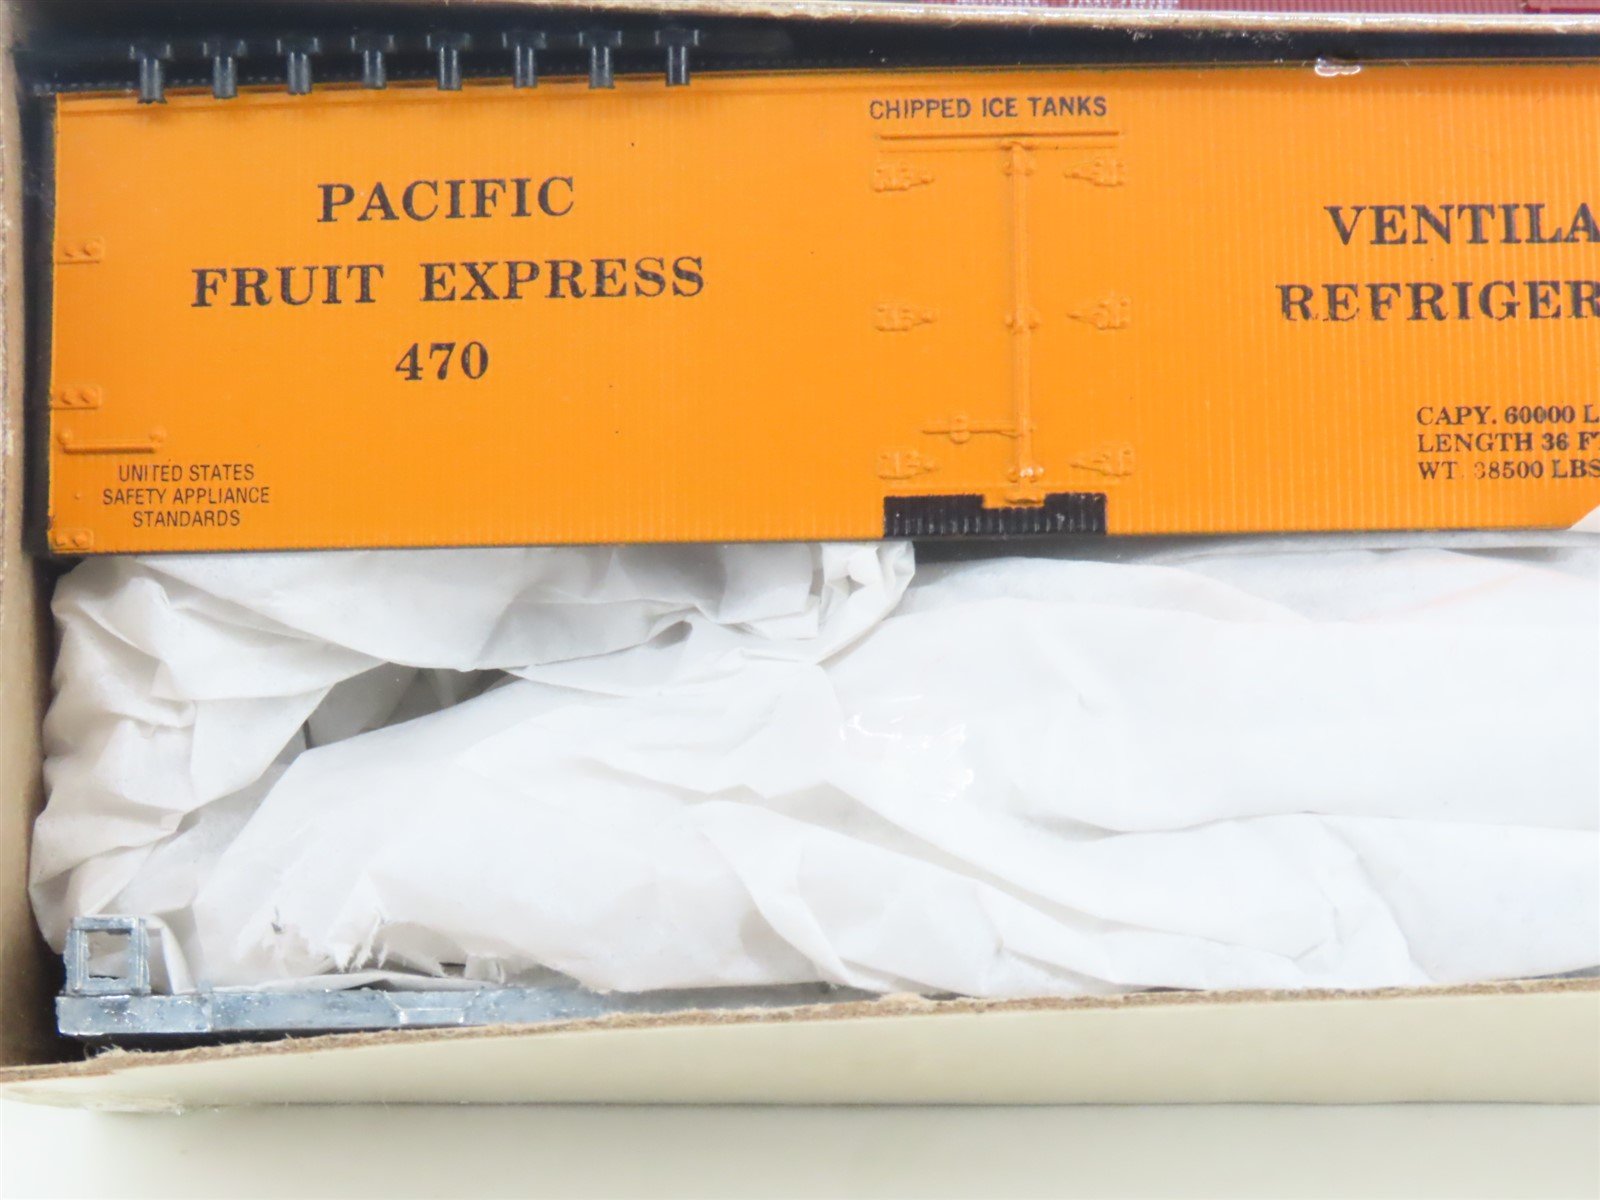 CHIPPED ICE TANKS
PACIFIC
FRUIT EXPRESS
470
UNITED STATES
SAFETY APPLIANCE
STANDARDS
VENTILA
REFRIGER
CAPY. 60000 L
LENGTH 36 FT
WT. 38500 LBS